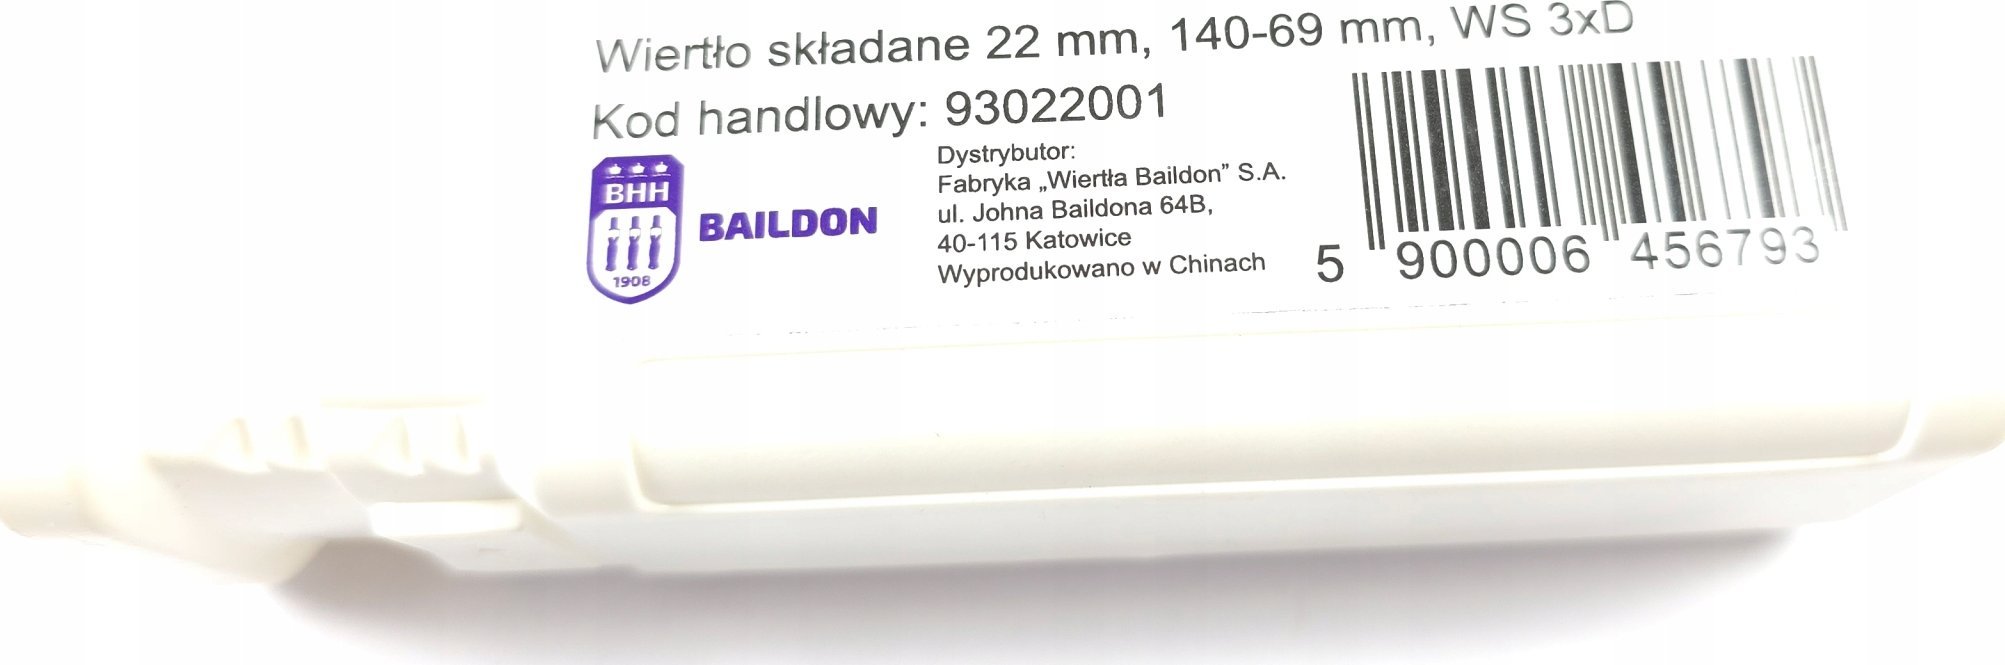 Wiertło składane 22 mm, 140-69 mm, WS 3xD
Kod handlowy: 93022001
BHH
1908
BAILDON
Dystrybutor:
Fabryka „Wiertła Baildon” S.A.
ul. Johna Baildona 64B,
40-115 Katowice
Wyprodukowano w Chinach
5 900006 456793